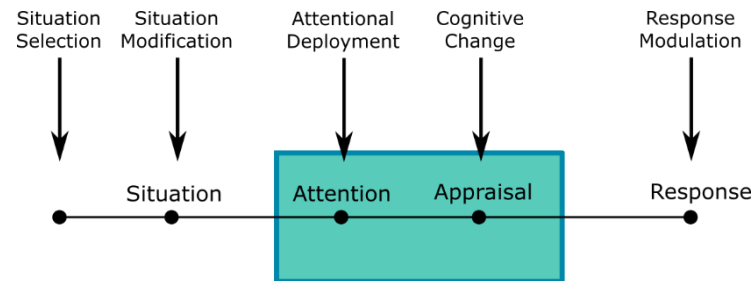 Situation
Selection
Situation
Modification
Attentional
Deployment
Cognitive
Change
Response
Modulation
Situation
Attention
Appraisal
Response